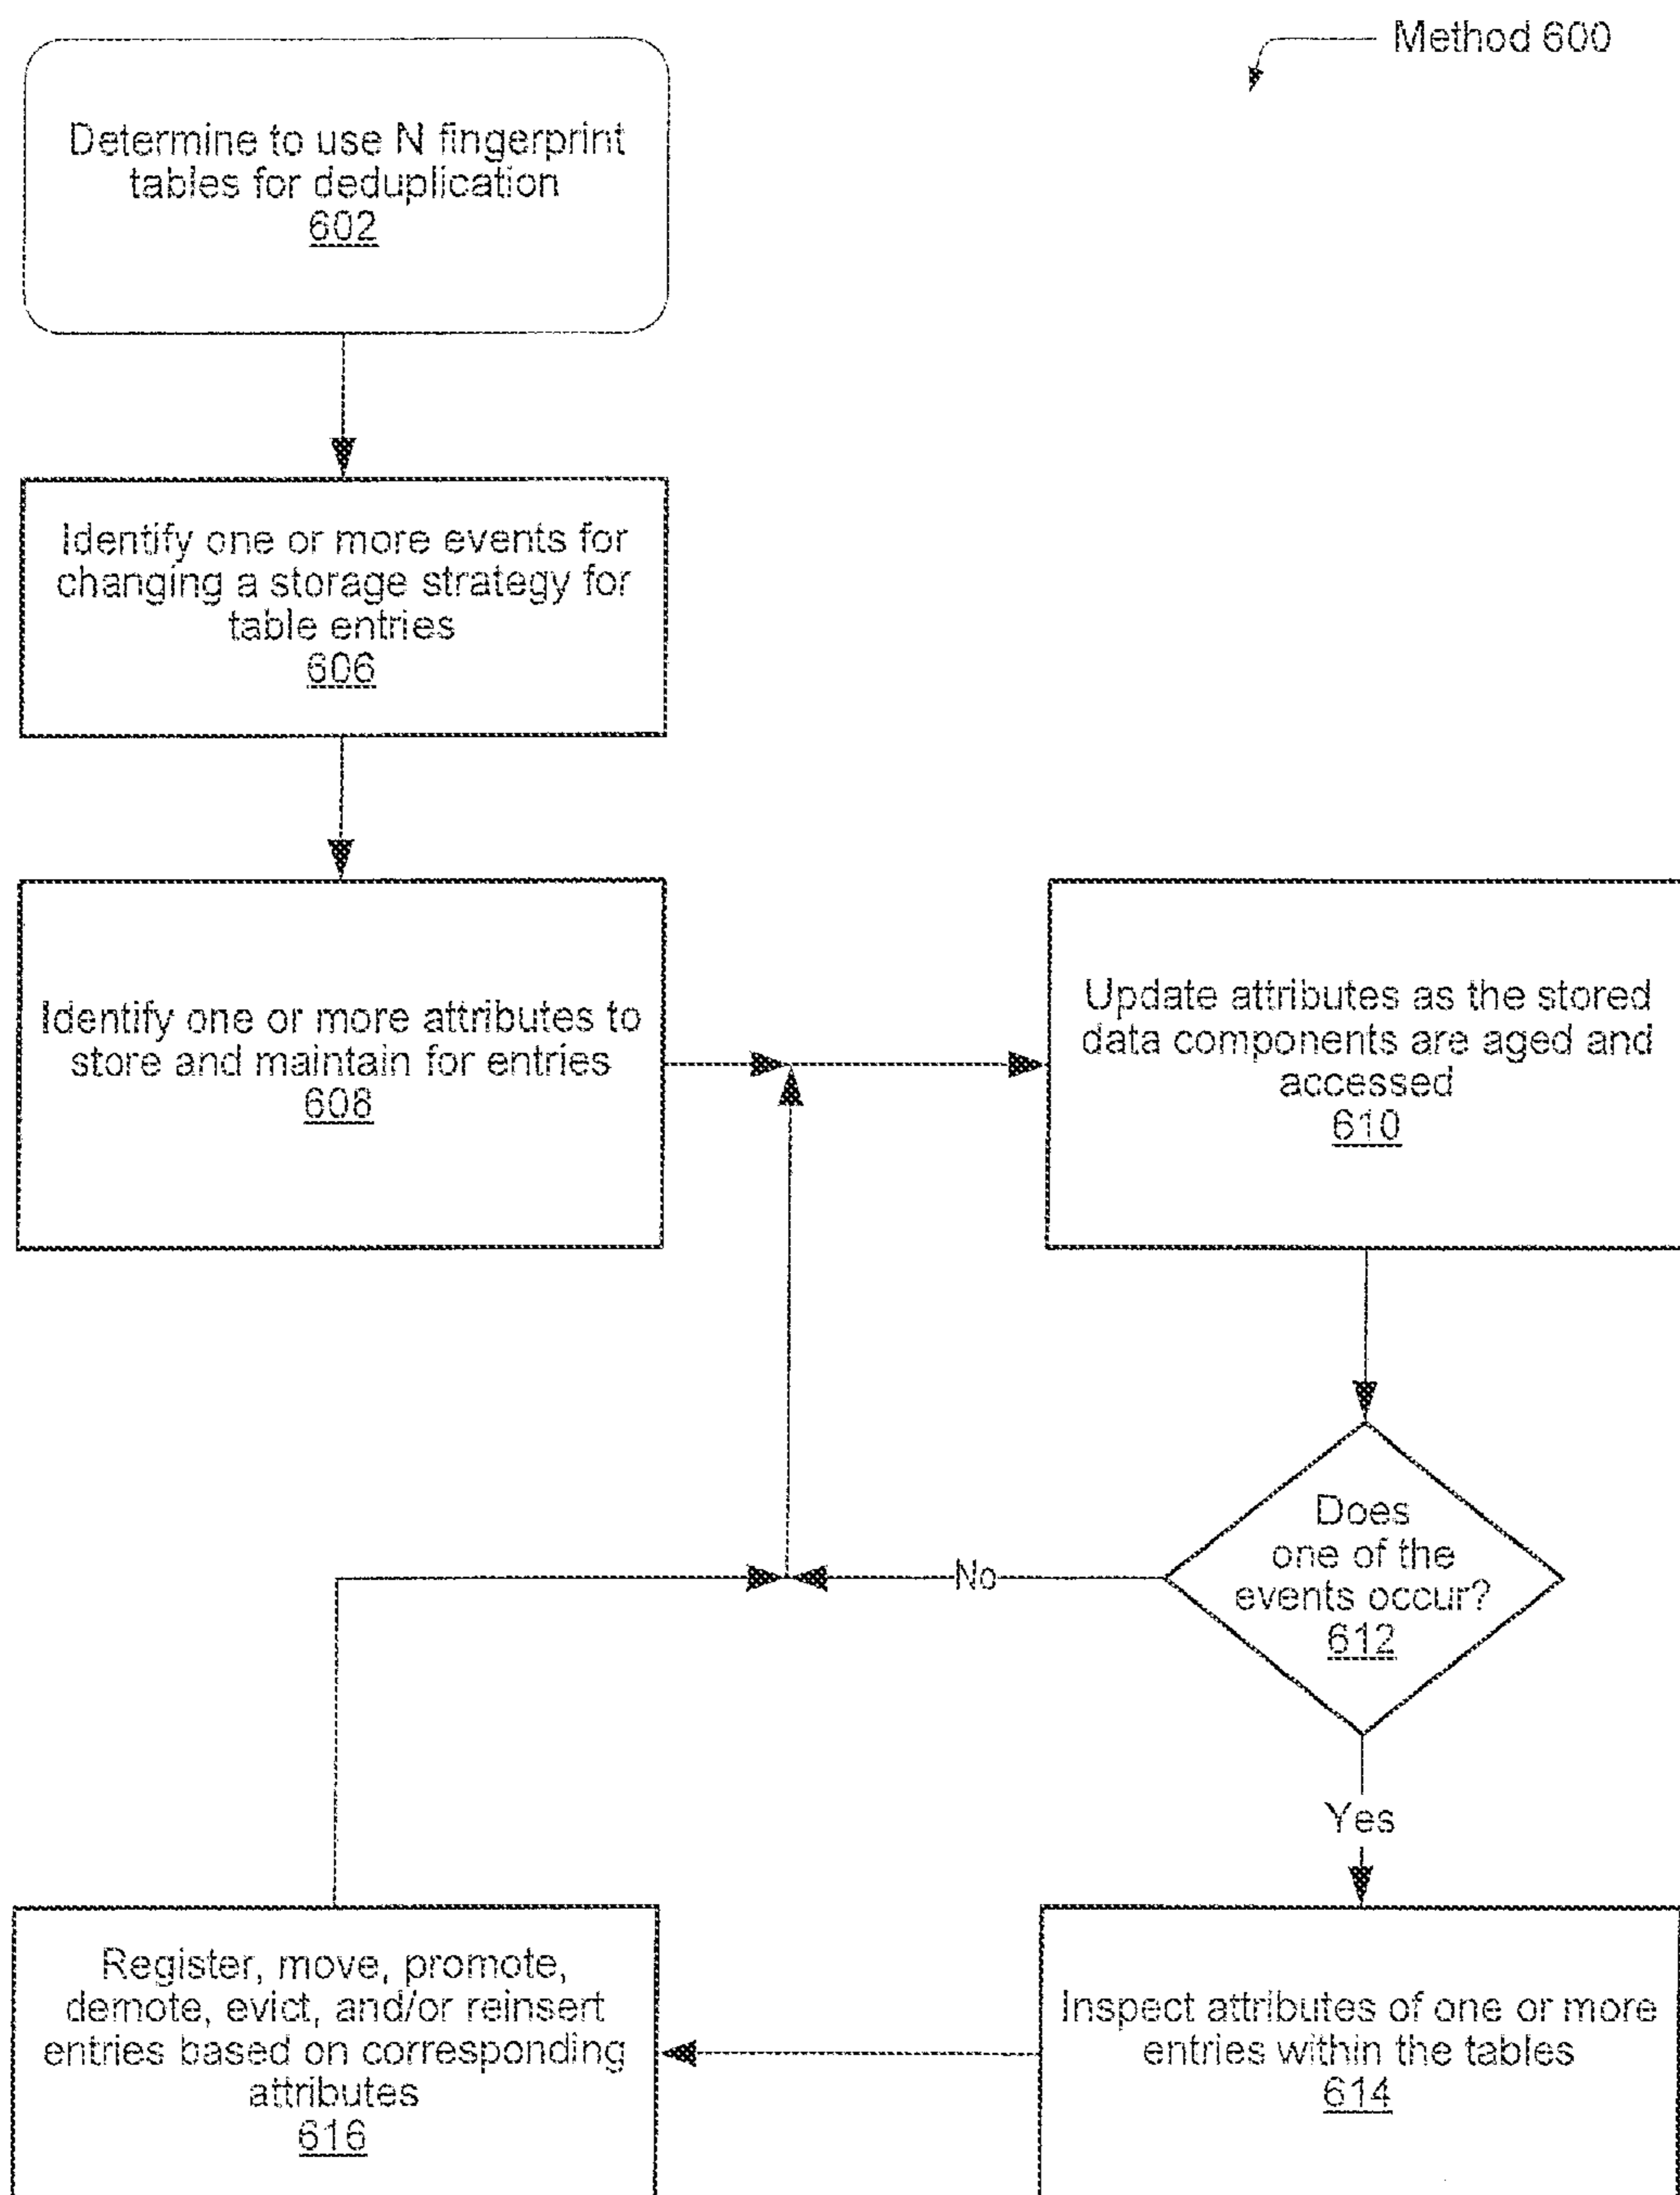 Method 600
Determine to use N fingerprint
tables for deduplication
602
Identify one or more events for
changing a storage strategy for
table entries
606
Identify one or more attributes to
store and maintain for entries
608
Update attributes as the stored
data components are aged and
accessed
610
Does
one of the
events occur?
612
No
Yes
Inspect attributes of one or more
entries within the tables
614
Register, move, promote,
demote, evict, and/or reinsert
entries based on corresponding
attributes
616